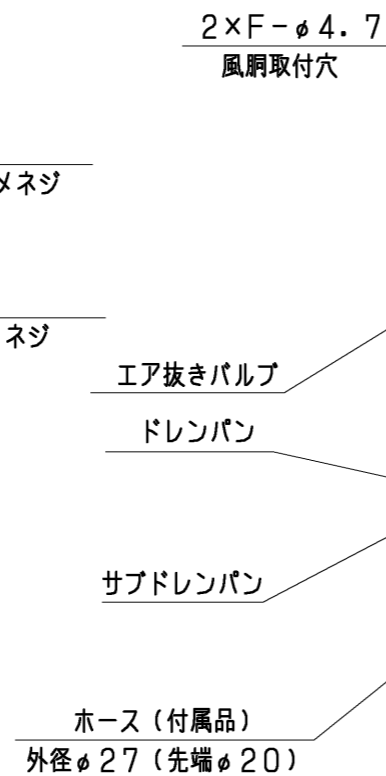 2×F-φ4.7
風胴取付穴
メネジ
ネジ
エア抜きバルブ
ドレンパン
サブドレンパン
ホース(付属品)
外径φ27(先端φ20)